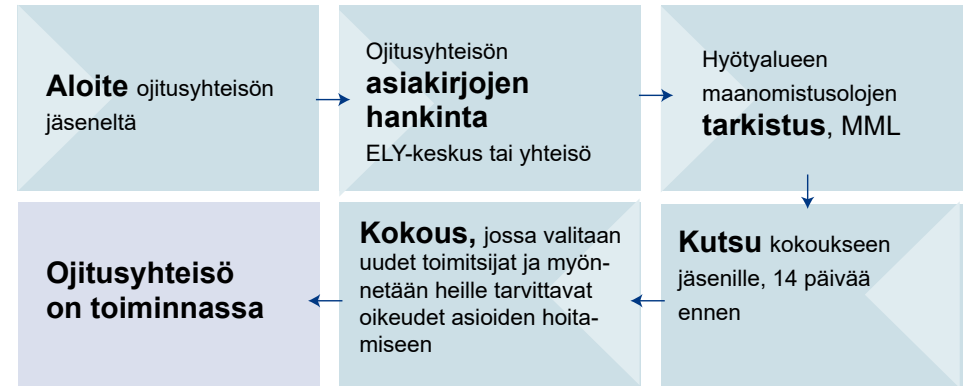 Aloite ojitusyhteisön
jäseneltä
Ojitusyhteisön
asiakirjojen
hankinta
ELY-keskus tai yhteisö
Hyötyalueen
maanomistusolojen
tarkistus, MML
Kutsu kokoukseen
jäsenille, 14 päivää
ennen
Kokous, jossa valitaan
uudet toimitsijat ja myön-
netään heille tarvittavat
oikeudet asioiden hoita-
miseen
Ojitusyhteisö
on toiminnassa